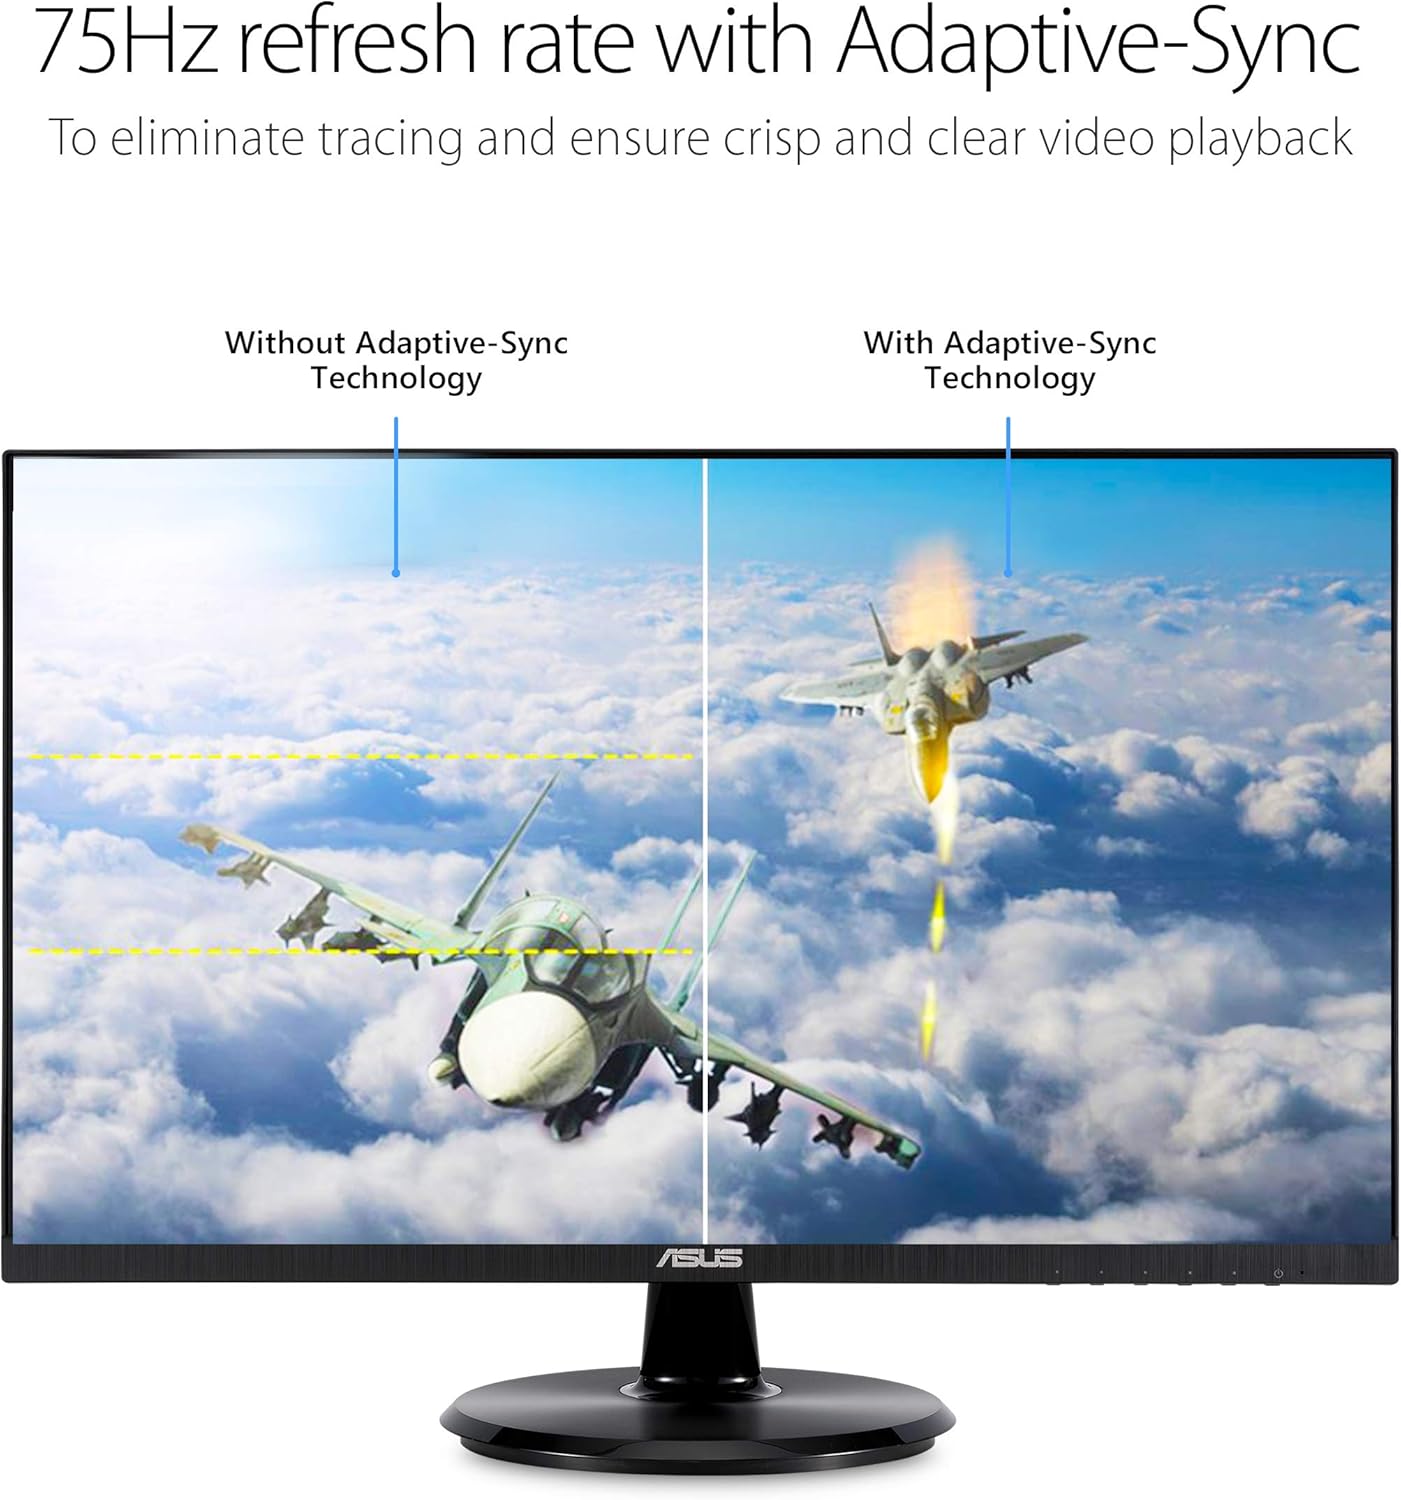 75Hz refresh rate with Adaptive-Sync
To eliminate tracing and ensure crisp and clear video playback
Without Adaptive-Sync
Technology
With Adaptive-Sync
Technology
ASUS